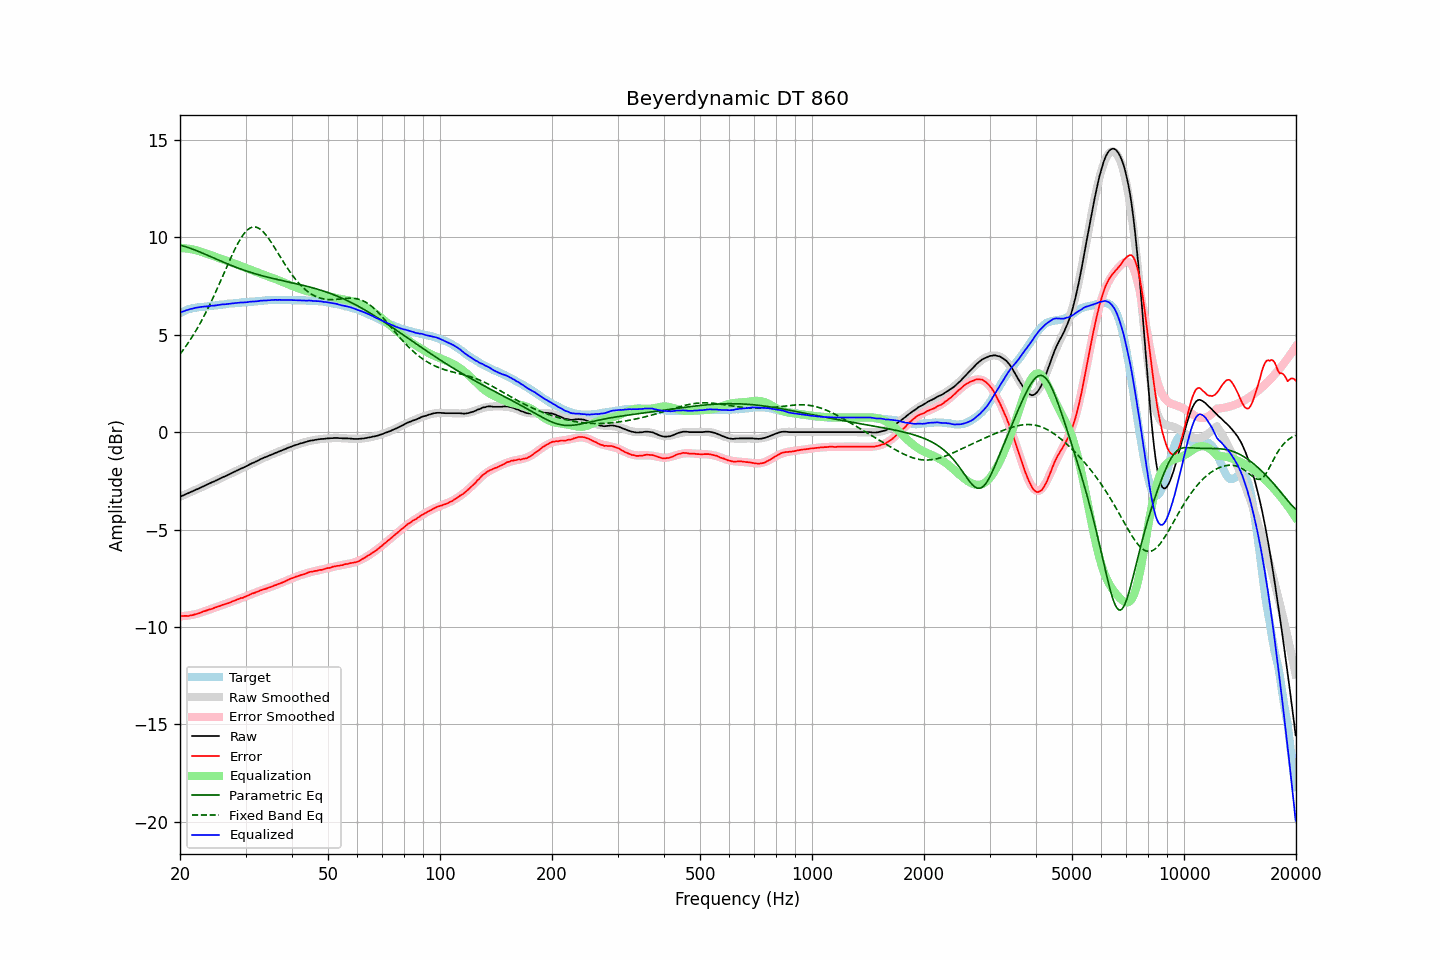 Beyerdynamic DT 860
Amplitude (dBr)
15
10
5
0
−5
−10
−15
−20
Target
Raw Smoothed
Error Smoothed
Raw
Error
Equalization
Parametric Eq
Fixed Band Eq
Equalized
20
50
100
200
500
1000
2000
5000
10000
20000
Frequency (Hz)